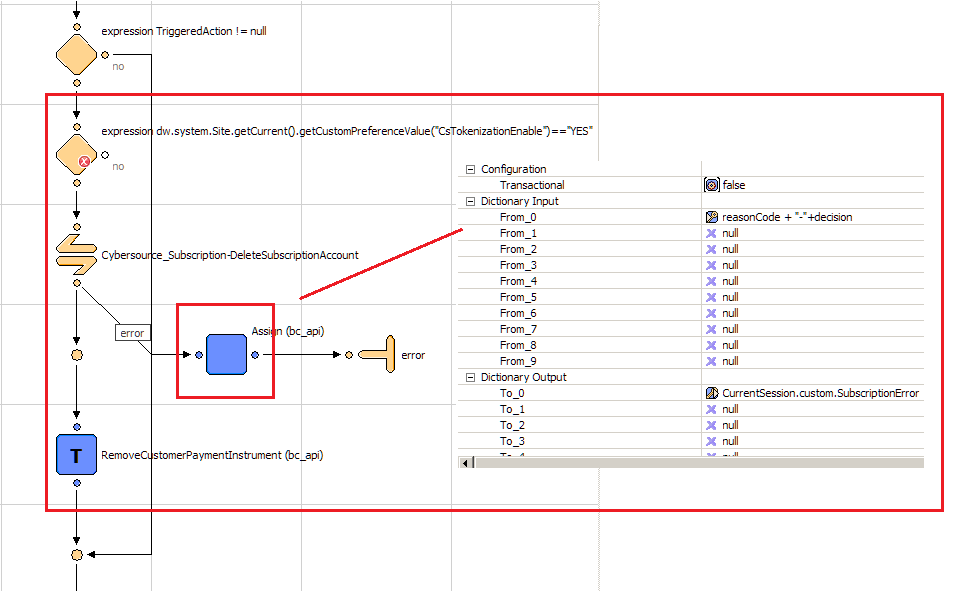 expression TriggeredAction != null
no
expression dw.system.Site.getCurrent().getCustomPreferenceValue("CsTokenizationEnable")=="YES"
no
Configuration
Transactional false
Dictionary Input
From_0 reasonCode + "-"+decision
From_1 null
From_2 null
From_3 null
From_4 null
From_5 null
From_6 null
From_7 null
From_8 null
From_9 null
Dictionary Output
To_0 CurrentSession.custom.SubscriptionError
To_1 null
To_2 null
To_3 null
Cybersource_Subscription-DeleteSubscriptionAccount
error
Assign (bc_api)
error
T
RemoveCustomerPaymentInstrument (bc_api)